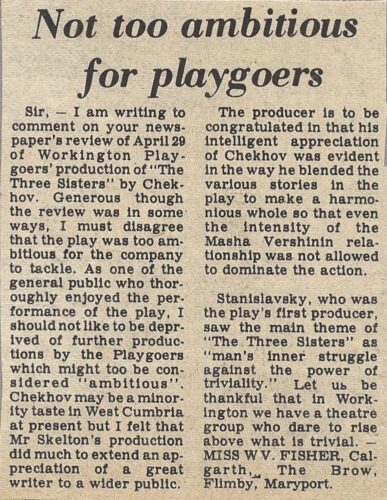 Not too ambitious
for playgoers
Sir, — I am writing to
comment on your news-
paper's review of April 29
of Workington Play-
goers' production of "The
Three Sisters" by Chek-
hov. Generous though
the review was in some
ways, I must disagree
that the play was too am-
bitious for the company
to tackle. As one of the
general public who thor-
oughly enjoyed the per-
formance of the play, I
should not like to be depr-
ived of further produc-
tions by the Playgoers
which might too be con-
sidered "ambitious".
Chekhov may be a minor-
ity taste in West Cumbria
at present but I felt that
Mr Skelton's production
did much to extend an ap-
preciation of a great
writer to a wider public.
The producer is to be
congratulated in that his
intelligent appreciation
of Chekhov was evident
in the way he blended the
various stories in the
play to make a harmo-
nious whole so that even
the intensity of the
Masha Vershinin rela-
tionship was not allowed
to dominate the action.
Stanislavsky, who was
the play's first producer,
saw the main theme of
"The Three Sisters" as
"man's inner struggle
against the power of
triviality." Let us be
thankful that in Work-
ington we have a theatre
group who dare to rise
above what is trivial. —
MISS W V. FISHER, Cal-
garth, The Brow,
Flimby, Maryport.